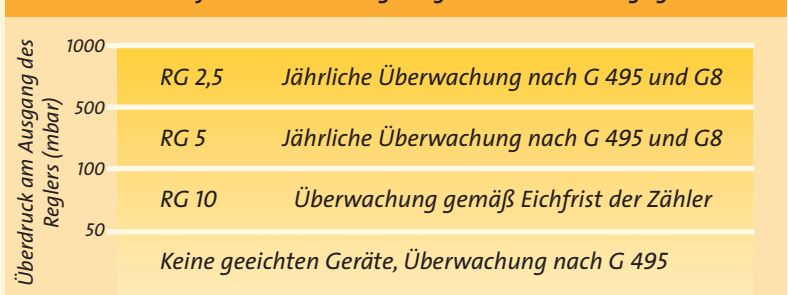 Überdruck am Ausgang des
Reglers (mbar)
1000
RG 2,5 Jährliche Überwachung nach G 495 und G8
500
RG 5 Jährliche Überwachung nach G 495 und G8
100
RG 10 Überwachung gemäß Eichfrist der Zähler
50
Keine geeichten Geräte, Überwachung nach G 495